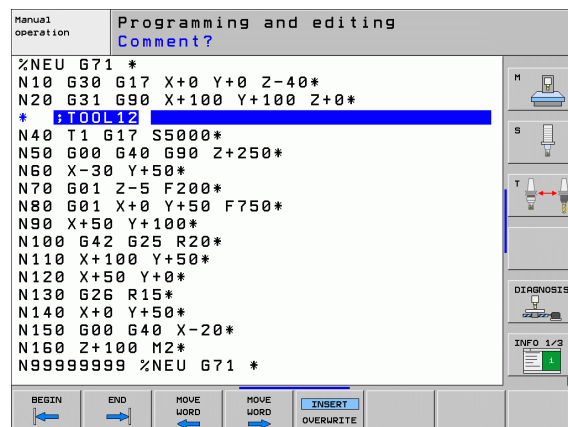 Manual
operation
Programming and editing
Comment?
%NEU G71 *
N10 G30 G17 X+0 Y+0 Z-40*
N20 G31 G90 X+100 Y+100 Z+0*
* ;TOOL12
N40 T1 G17 S5000*
N50 G00 G40 G90 Z+250*
N60 X-30 Y+50*
N70 G01 Z-5 F200*
N80 G01 X+0 Y+50 F750*
N90 X+50 Y+100*
N100 G42 G25 R20*
N110 X+100 Y+50*
N120 X+50 Y+0*
N130 G26 R15*
N140 X+0 Y+50*
N150 G00 G40 X-20*
N160 Z+100 M2*
N99999999 %NEU G71 *
M
S
T
DIAGNOSIS
INFO 1/3
i
BEGIN
END
MOVE
WORD
MOVE
WORD
INSERT
OVERWRITE